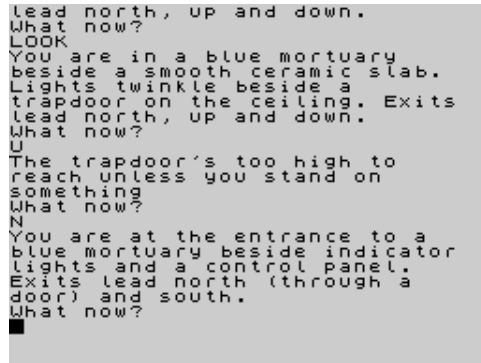 lead north, up and down.
What now?
LOOK
You are in a blue mortuary
beside a smooth ceramic slab.
Lights twinkle beside a
trapdoor on the ceiling. Exits
lead north, up and down.
What now?
U
The trapdoor's too high to
reach unless you stand on
something
What now?
N
You are at the entrance to a
blue mortuary beside indicator
lights and a control panel.
Exits lead north (through a
door) and south.
What now?